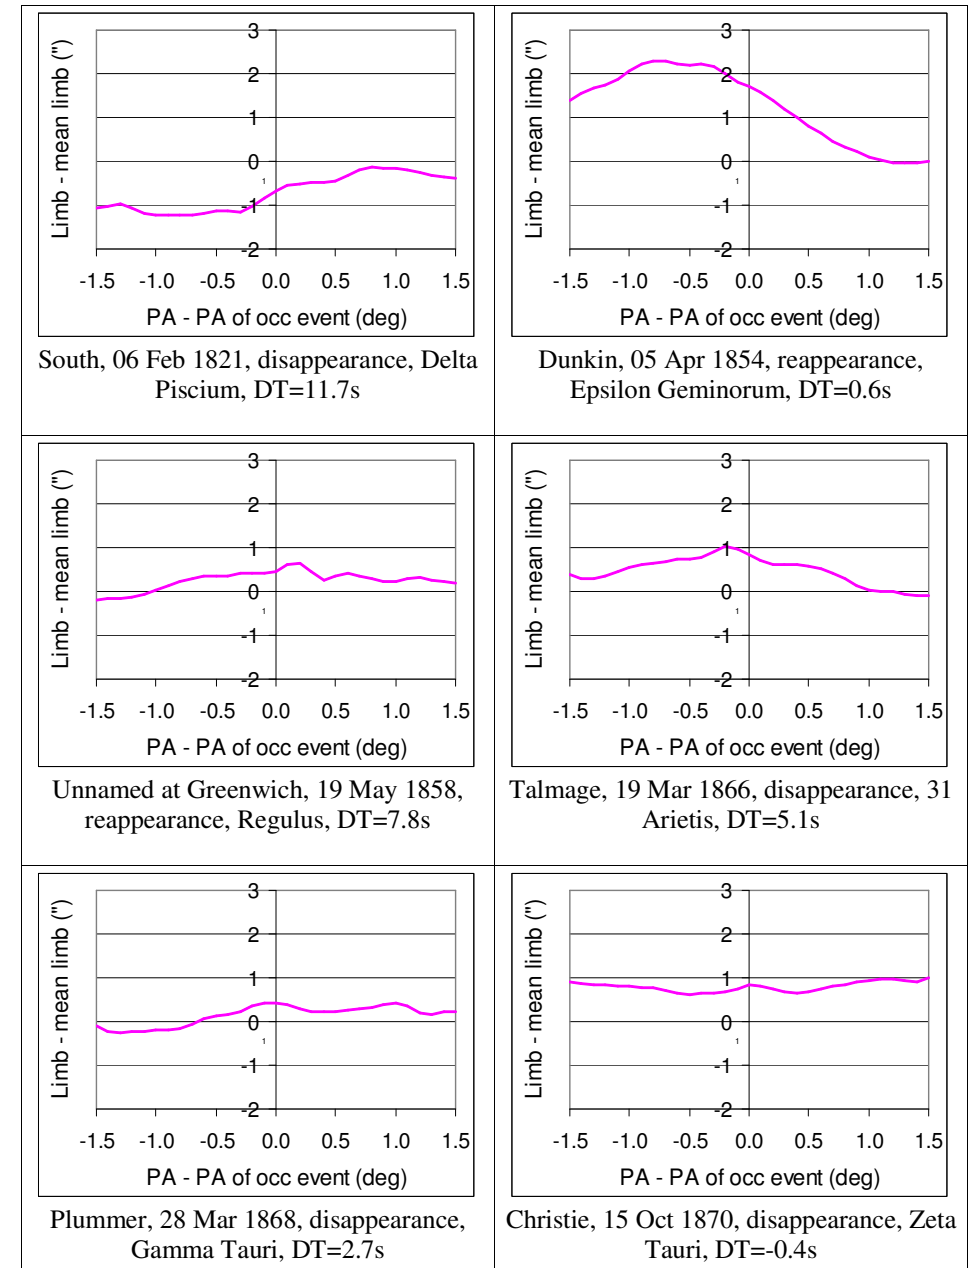 3
2
1
0
1
-1
-2
-1.5 -1.0 -0.5 0.0 0.5 1.0 1.5
Limb - mean limb (")
PA - PA of occ event (deg)
South, 06 Feb 1821, disappearance, Delta
Piscium, DT=11.7s
3
2
1
0
1
-1
-2
-1.5 -1.0 -0.5 0.0 0.5 1.0 1.5
Limb - mean limb (")
PA - PA of occ event (deg)
Dunkin, 05 Apr 1854, reappearance,
Epsilon Geminorum, DT=0.6s
3
2
1
0
1
-1
-2
-1.5 -1.0 -0.5 0.0 0.5 1.0 1.5
Limb - mean limb (")
PA - PA of occ event (deg)
Unnamed at Greenwich, 19 May 1858,
reappearance, Regulus, DT=7.8s
3
2
1
0
1
-1
-2
-1.5 -1.0 -0.5 0.0 0.5 1.0 1.5
Limb - mean limb (")
PA - PA of occ event (deg)
Talmage, 19 Mar 1866, disappearance, 31
Arietis, DT=5.1s
3
2
1
0
1
-1
-2
-1.5 -1.0 -0.5 0.0 0.5 1.0 1.5
Limb - mean limb (")
PA - PA of occ event (deg)
Plummer, 28 Mar 1868, disappearance,
Gamma Tauri, DT=2.7s
3
2
1
0
1
-1
-2
-1.5 -1.0 -0.5 0.0 0.5 1.0 1.5
Limb - mean limb (")
PA - PA of occ event (deg)
Christie, 15 Oct 1870, disappearance, Zeta
Tauri, DT=-0.4s